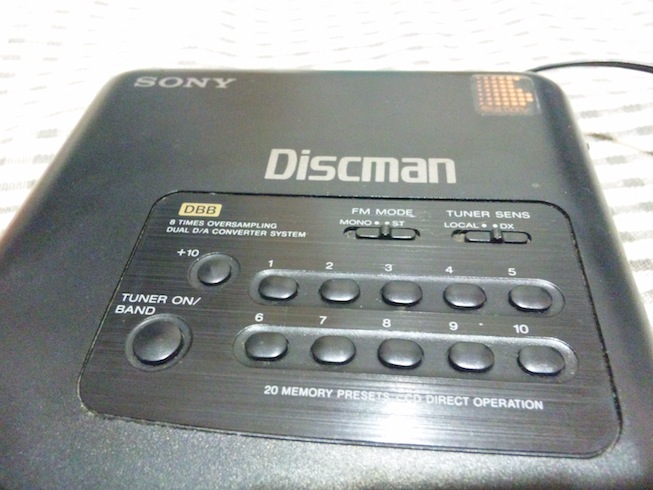 SONY
Discman
DBB
8 TIMES OVERSAMPLING
DUAL D/A CONVERTER SYSTEM
FM MODE
MONO ST
TUNER SENS
LOCAL DX
+10
1 2 3 4 5
TUNER ON/
BAND
6 7 8 9 10
20 MEMORY PRESETS DIRECT OPERATION